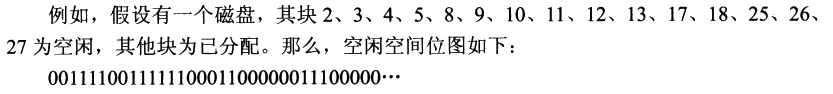 例如，假设有一个磁盘，其块 2、3、4、5、8、9、10、11、12、13、17、18、25、26、
27 为空闲，其他块为已分配。那么，空闲空间位图如下：
001111001111110001100000011100000…